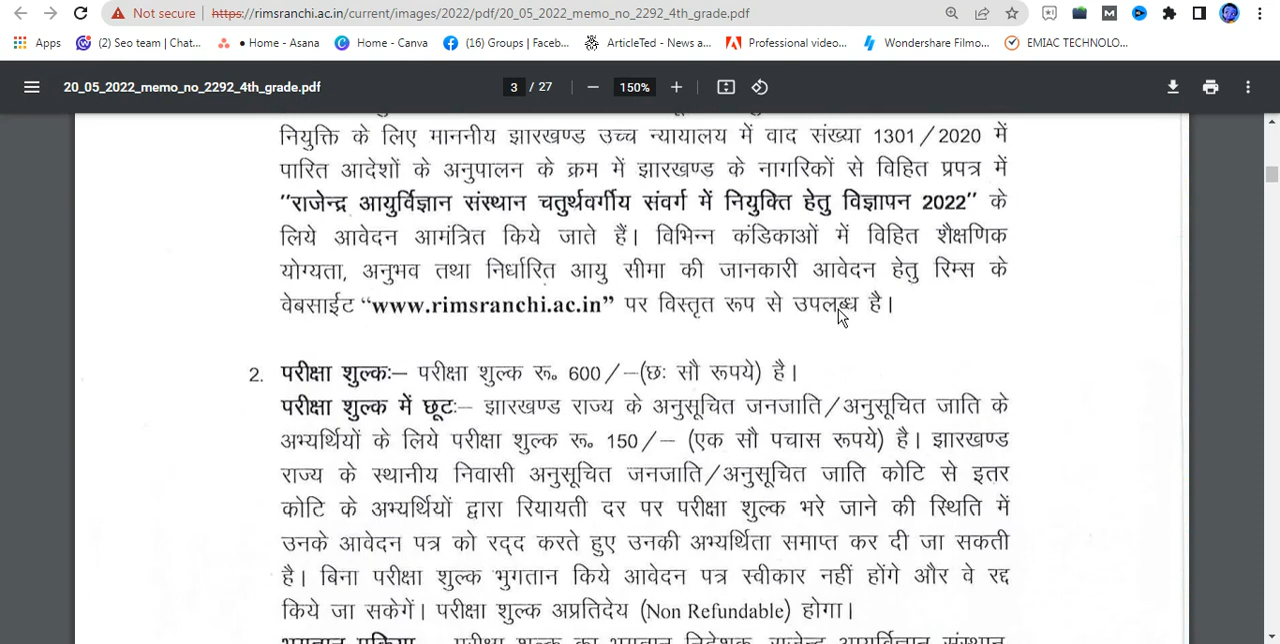 Not secure https://rimsranchi.ac.in/current/images/2022/pdf/20_05_2022_memo_no_2292_4th_grade.pdf
Apps (2) Seo team | Chat... • Home - Asana Home - Canva (16) Groups | Faceb... ArticleTed - News a... Professional video... Wondershare Filmo... EMIAC TECHNOLO...
20_05_2022_memo_no_2292_4th_grade.pdf 3 / 27 150%
नियुक्ति के लिए माननीय झारखण्ड उच्च न्यायालय में वाद संख्या 1301/2020 में
पारित आदेशों के अनुपालन के क्रम में झारखण्ड के नागरिकों से विहित प्रपत्र में
"राजेन्द्र आयुर्विज्ञान संस्थान चतुर्थवर्गीय संवर्ग में नियुक्ति हेतु विज्ञापन 2022" के
लिये आवेदन आमंत्रित किये जाते हैं। विभिन्न कंडिकाओं में विहित शैक्षणिक
योग्यता, अनुभव तथा निर्धारित आयु सीमा की जानकारी आवेदन हेतु रिम्स के
वेबसाईट “www.rimsranchi.ac.in” पर विस्तृत रूप से उपलब्ध है।
2. परीक्षा शुल्कः– परीक्षा शुल्क रू० 600/–(छः सौ रूपये) है।
परीक्षा शुल्क में छूटः– झारखण्ड राज्य के अनुसूचित जनजाति/अनुसूचित जाति के
अभ्यर्थियों के लिये परीक्षा शुल्क रू० 150/– (एक सौ पचास रूपये) है। झारखण्ड
राज्य के स्थानीय निवासी अनुसूचित जनजाति/अनुसूचित जाति कोटि से इतर
कोटि के अभ्यर्थियों द्वारा रियायती दर पर परीक्षा शुल्क भरे जाने की स्थिति में
उनके आवेदन पत्र को रद्द करते हुए उनकी अभ्यर्थिता समाप्त कर दी जा सकती
है। बिना परीक्षा शुल्क भुगतान किये आवेदन पत्र स्वीकार नहीं होंगे और वे रद्द
किये जा सकेगें। परीक्षा शुल्क अप्रतिदेय (Non Refundable) होगा।